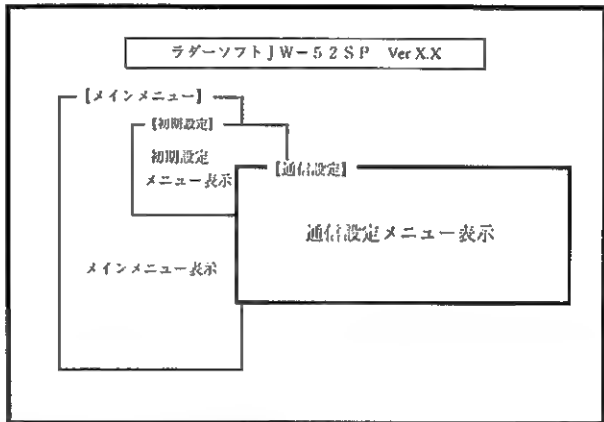 ラダーソフトJW-52SP Ver X.X
【メインメニュー】
【初期設定】
初期設定
メニュー表示
【通信設定】
通信設定メニュー表示
メインメニュー表示